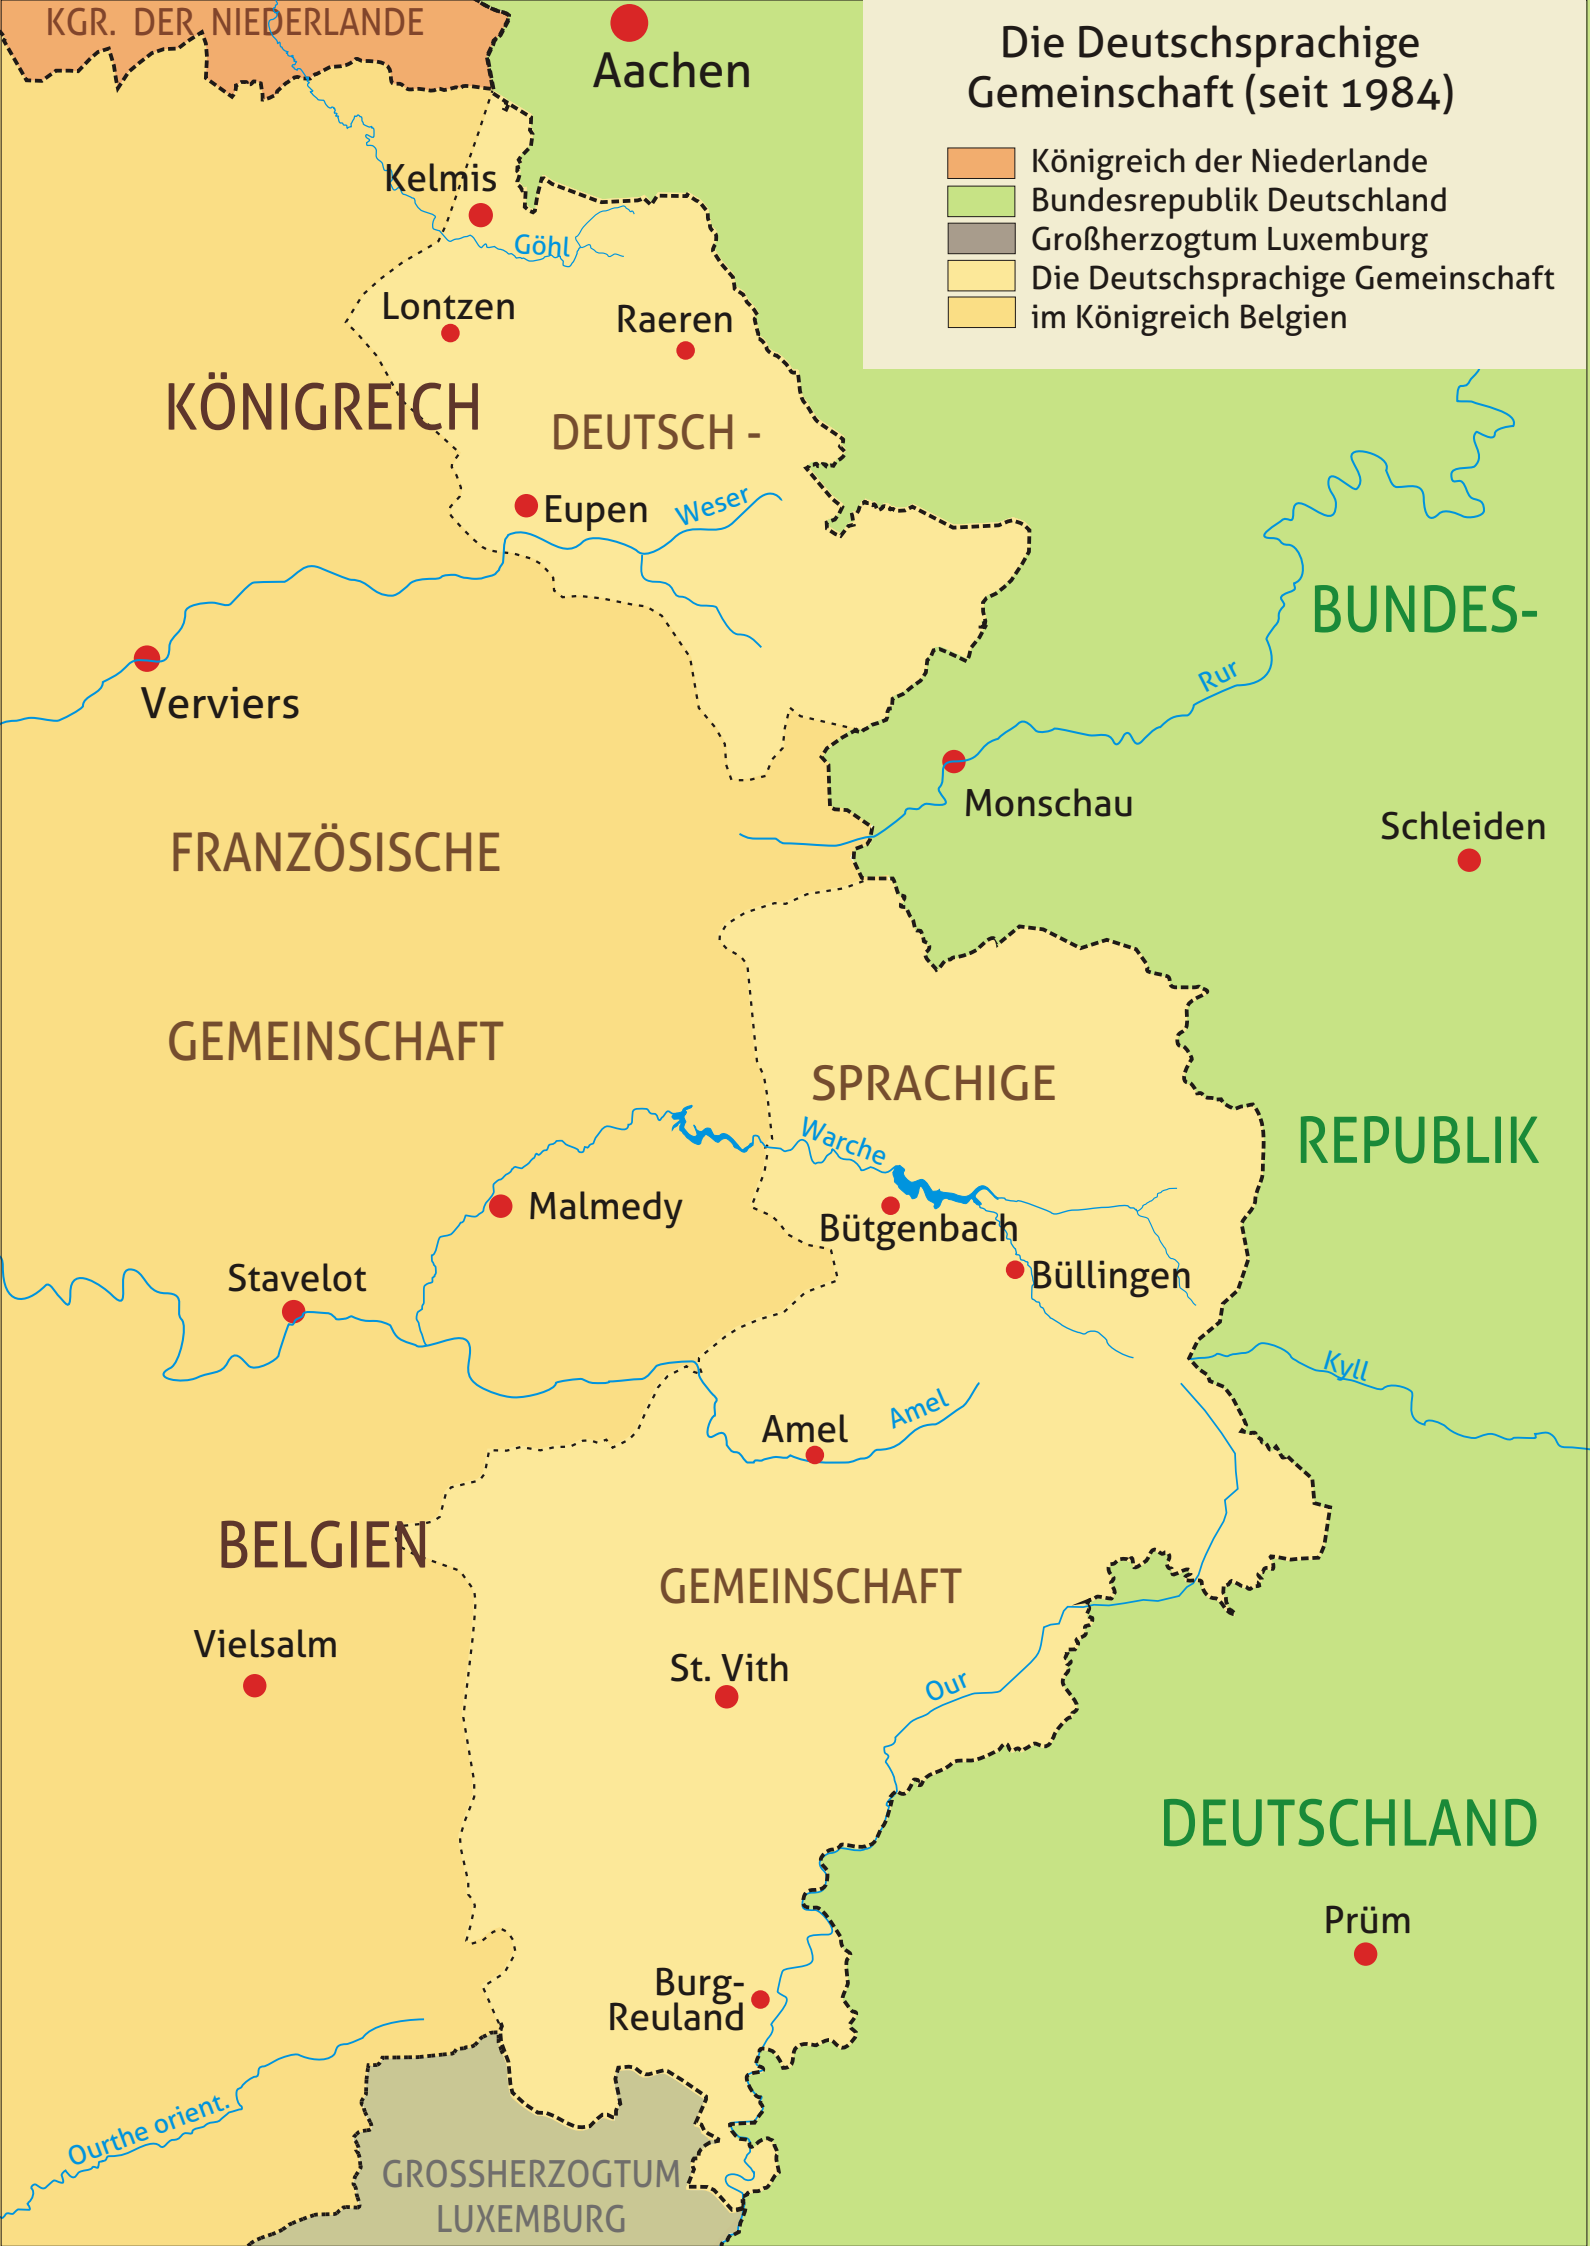 KGR. DER NIEDERLANDE
Aachen
Die Deutschsprachige
Gemeinschaft (seit 1984)
Königreich der Niederlande
Bundesrepublik Deutschland
Großherzogtum Luxemburg
Die Deutschsprachige Gemeinschaft
im Königreich Belgien
Kelmis
Göhl
Lontzen
Raeren
KÖNIGREICH
DEUTSCH -
Eupen
Weser
BUNDES-
Rur
Verviers
Monschau
Schleiden
FRANZÖSISCHE
GEMEINSCHAFT
SPRACHIGE
REPUBLIK
Warche
Malmedy
Bütgenbach
Büllingen
Stavelot
Kyll
Amel
Amel
BELGIEN
GEMEINSCHAFT
Vielsalm
St. Vith
Our
DEUTSCHLAND
Prüm
Burg-
Reuland
Ourthe orient.
GROSSHERZOGTUM
LUXEMBURG